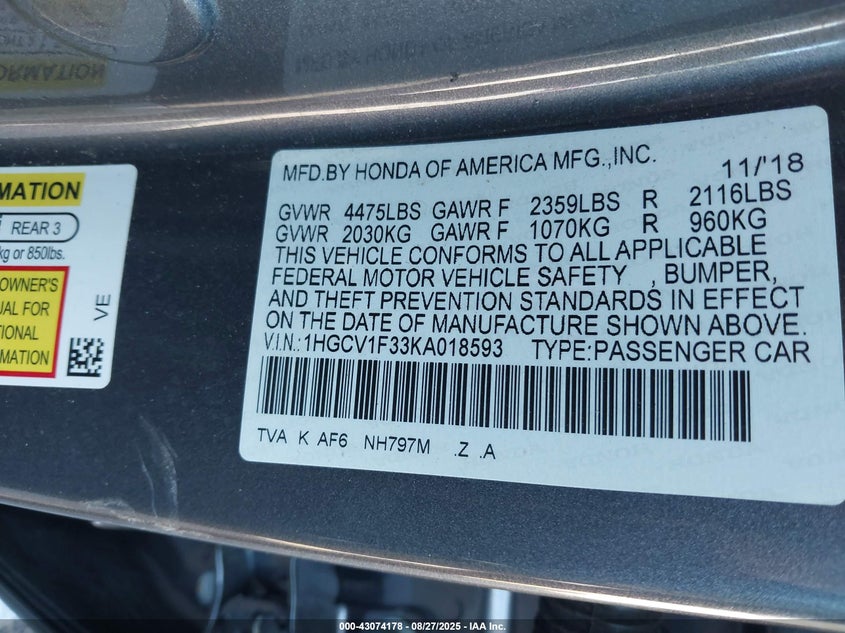 ORMATION
MATION
REAR 3
kg or 850lbs.
OWNER'S
UAL FOR
TIONAL
MATION
VE
MFD.BY HONDA OF AMERICA MFG.,INC. 11/'18
GVWR 4475LBS GAWR F 2359LBS R 2116LBS
GVWR 2030KG GAWR F 1070KG R 960KG
THIS VEHICLE CONFORMS TO ALL APPLICABLE
FEDERAL MOTOR VEHICLE SAFETY , BUMPER,
AND THEFT PREVENTION STANDARDS IN EFFECT
ON THE DATE OF MANUFACTURE SHOWN ABOVE.
V.I.N.:1HGCV1F33KA018593 TYPE:PASSENGER CAR
TVA K AF6 NH797M .Z .A
000-43074178 - 08/27/2025 - IAA Inc.